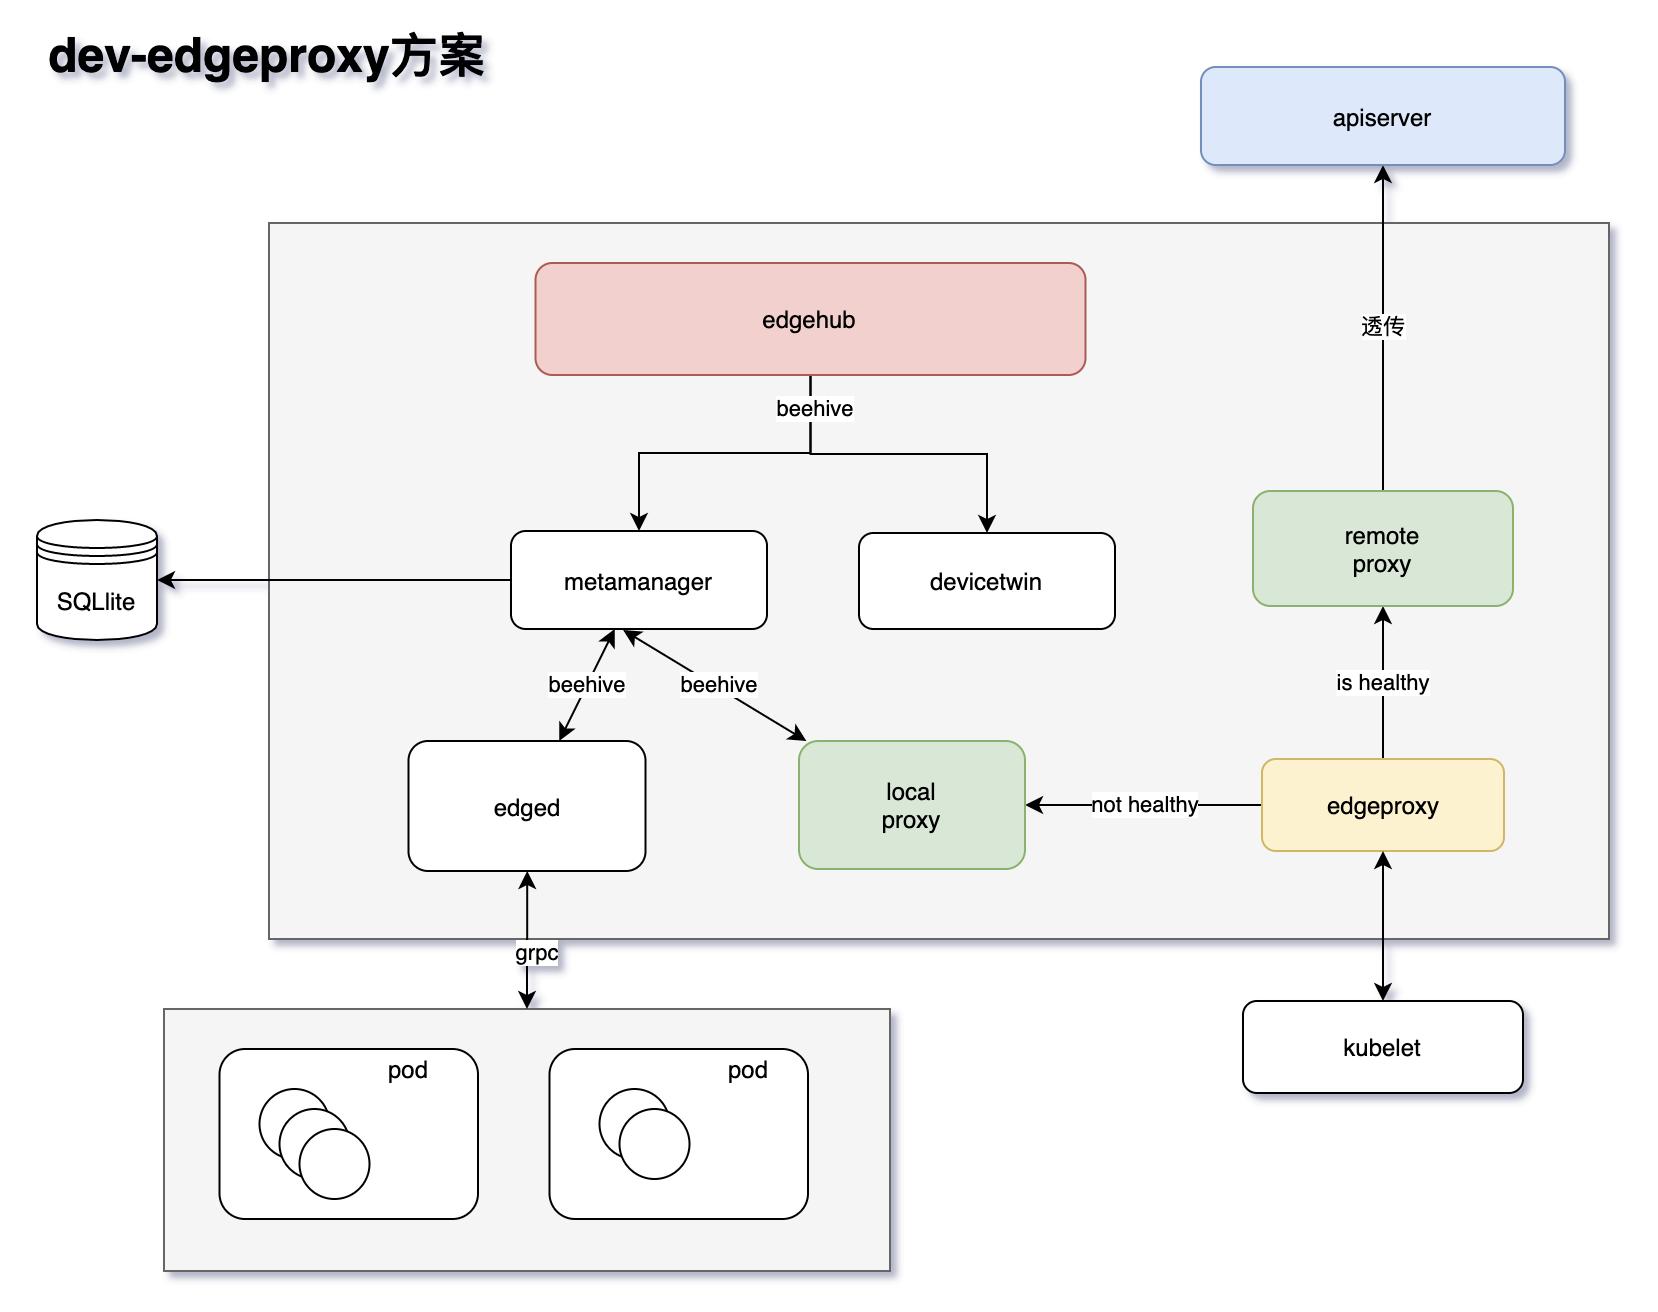 dev-edgeproxy方案
apiserver
edgehub
透传
beehive
metamanager
devicetwin
remote
proxy
SQLlite
beehive
beehive
is healthy
edged
local
proxy
not healthy
edgeproxy
grpc
kubelet
pod
pod